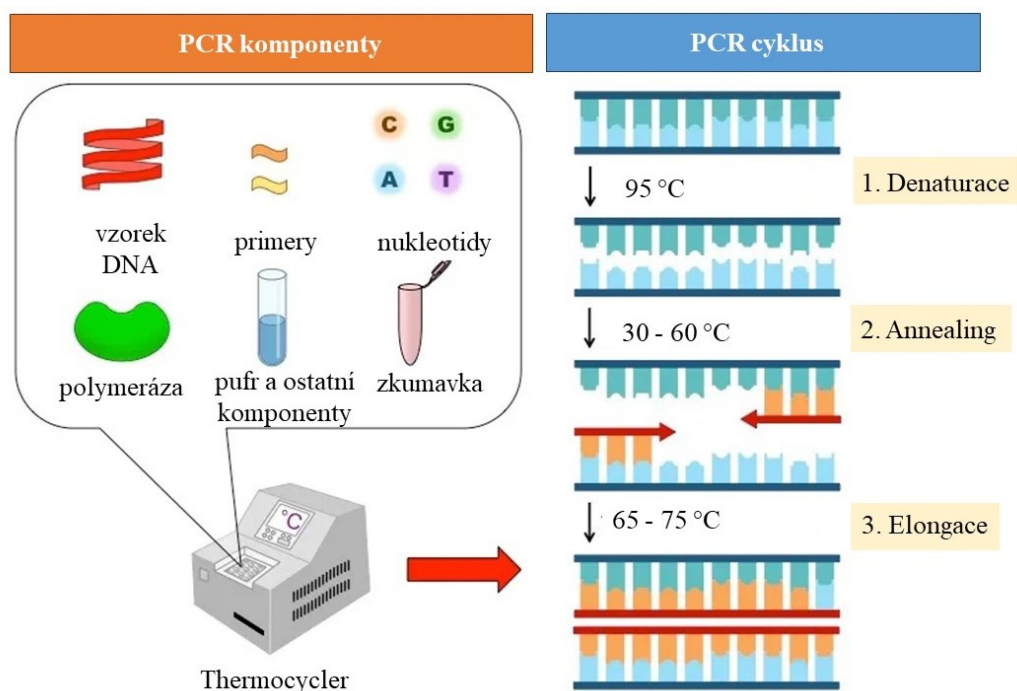 PCR komponenty
C
G
A
T
vzorek
DNA
primery
nukleotidy
polymeráza
pufr a ostatní
komponenty
zkumavka
°C
Thermocycler
PCR cyklus
95 °C
1. Denaturace
30 - 60 °C
2. Annealing
65 - 75 °C
3. Elongace